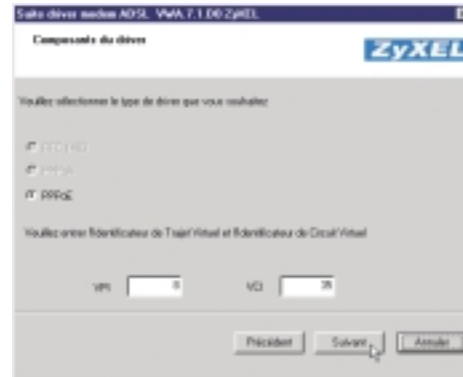 Suite driver modem ADSL VWA.7.1.00 ZyXEL
Composants du driver
ZyXEL
Veuillez sélectionner le type de driver que vous souhaitez
PPPoA
PPPoE
Veuillez entrer l'Identificateur de Trajet Virtuel et l'Identificateur de Circuit Virtuel
VPI 8 VCI 35
Précédent Suivant Annuler